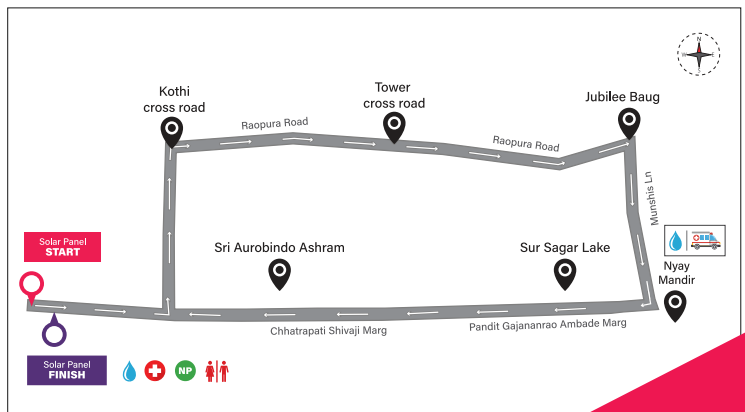 N
W
E
S
Kothi
cross road
Tower
cross road
Jubilee Baug
Raopura Road
Raopura Road
Munshis Ln
Solar Panel
START
Sri Aurobindo Ashram
Sur Sagar Lake
Nyay
Mandir
Chhatrapati Shivaji Marg
Pandit Gajananrao Ambade Marg
Solar Panel
FINISH
NP